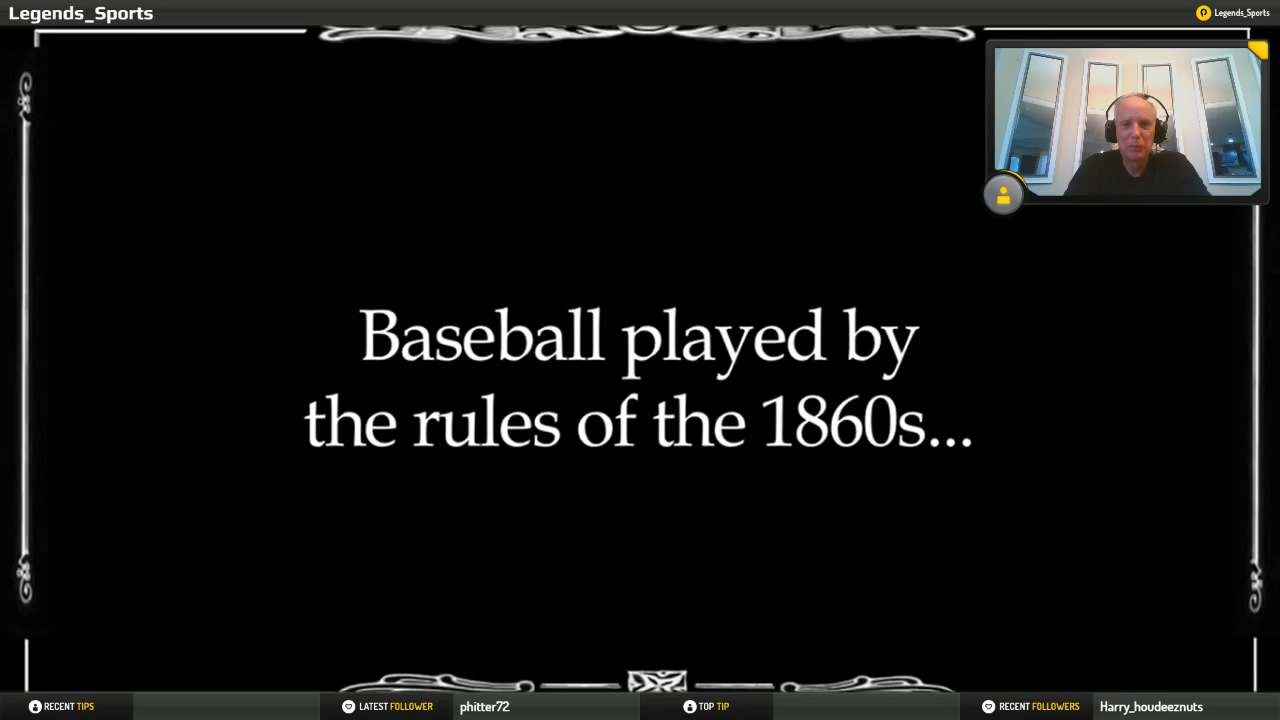 Legends_Sports
Legends_Sports
Baseball played by
the rules of the 1860s...
RECENT TIPS
LATEST FOLLOWER
phitter72
TOP TIP
RECENT FOLLOWERS
Harry_houdeeznuts